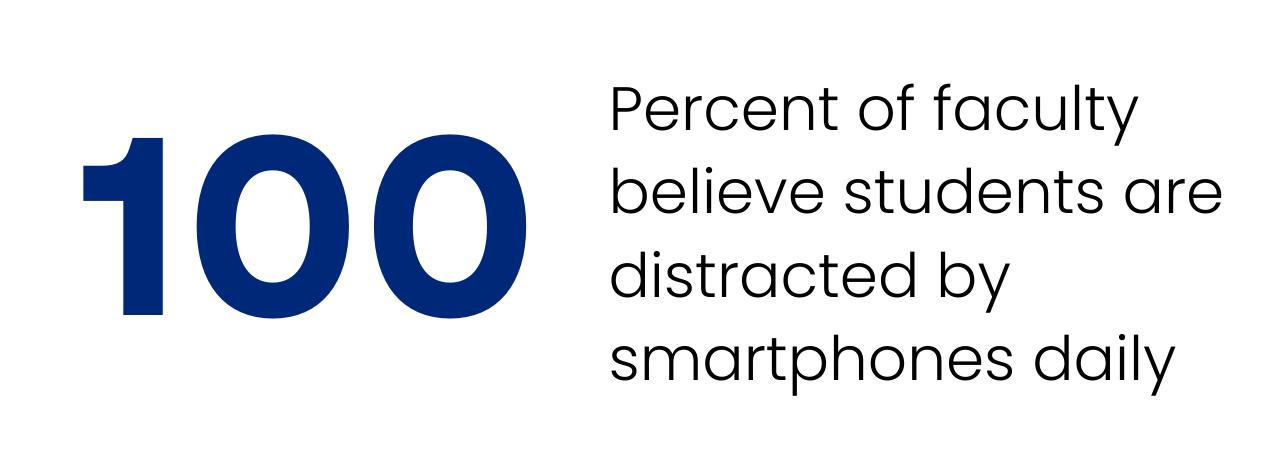 100
Percent of faculty
believe students are
distracted by
smartphones daily